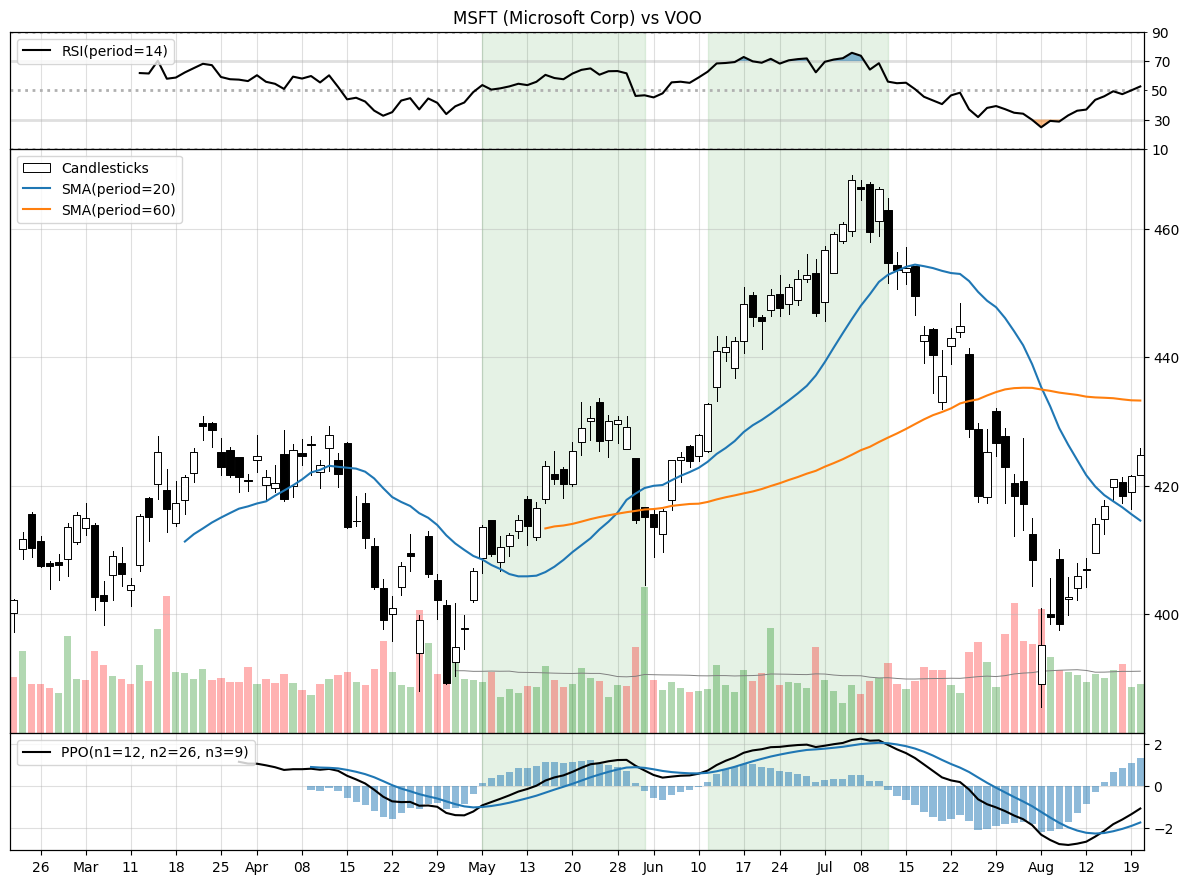 MSFT (Microsoft Corp) vs VOO
RSI(period=14)
90
70
50
30
10
Candlesticks
SMA(period=20)
SMA(period=60)
460
440
420
400
PPO(n1=12, n2=26, n3=9)
2
0
−2
26 Mar 11 18 25 Apr 08 15 22 29 May 13 20 28 Jun 10 17 24 Jul 08 15 22 29 Aug 12 19